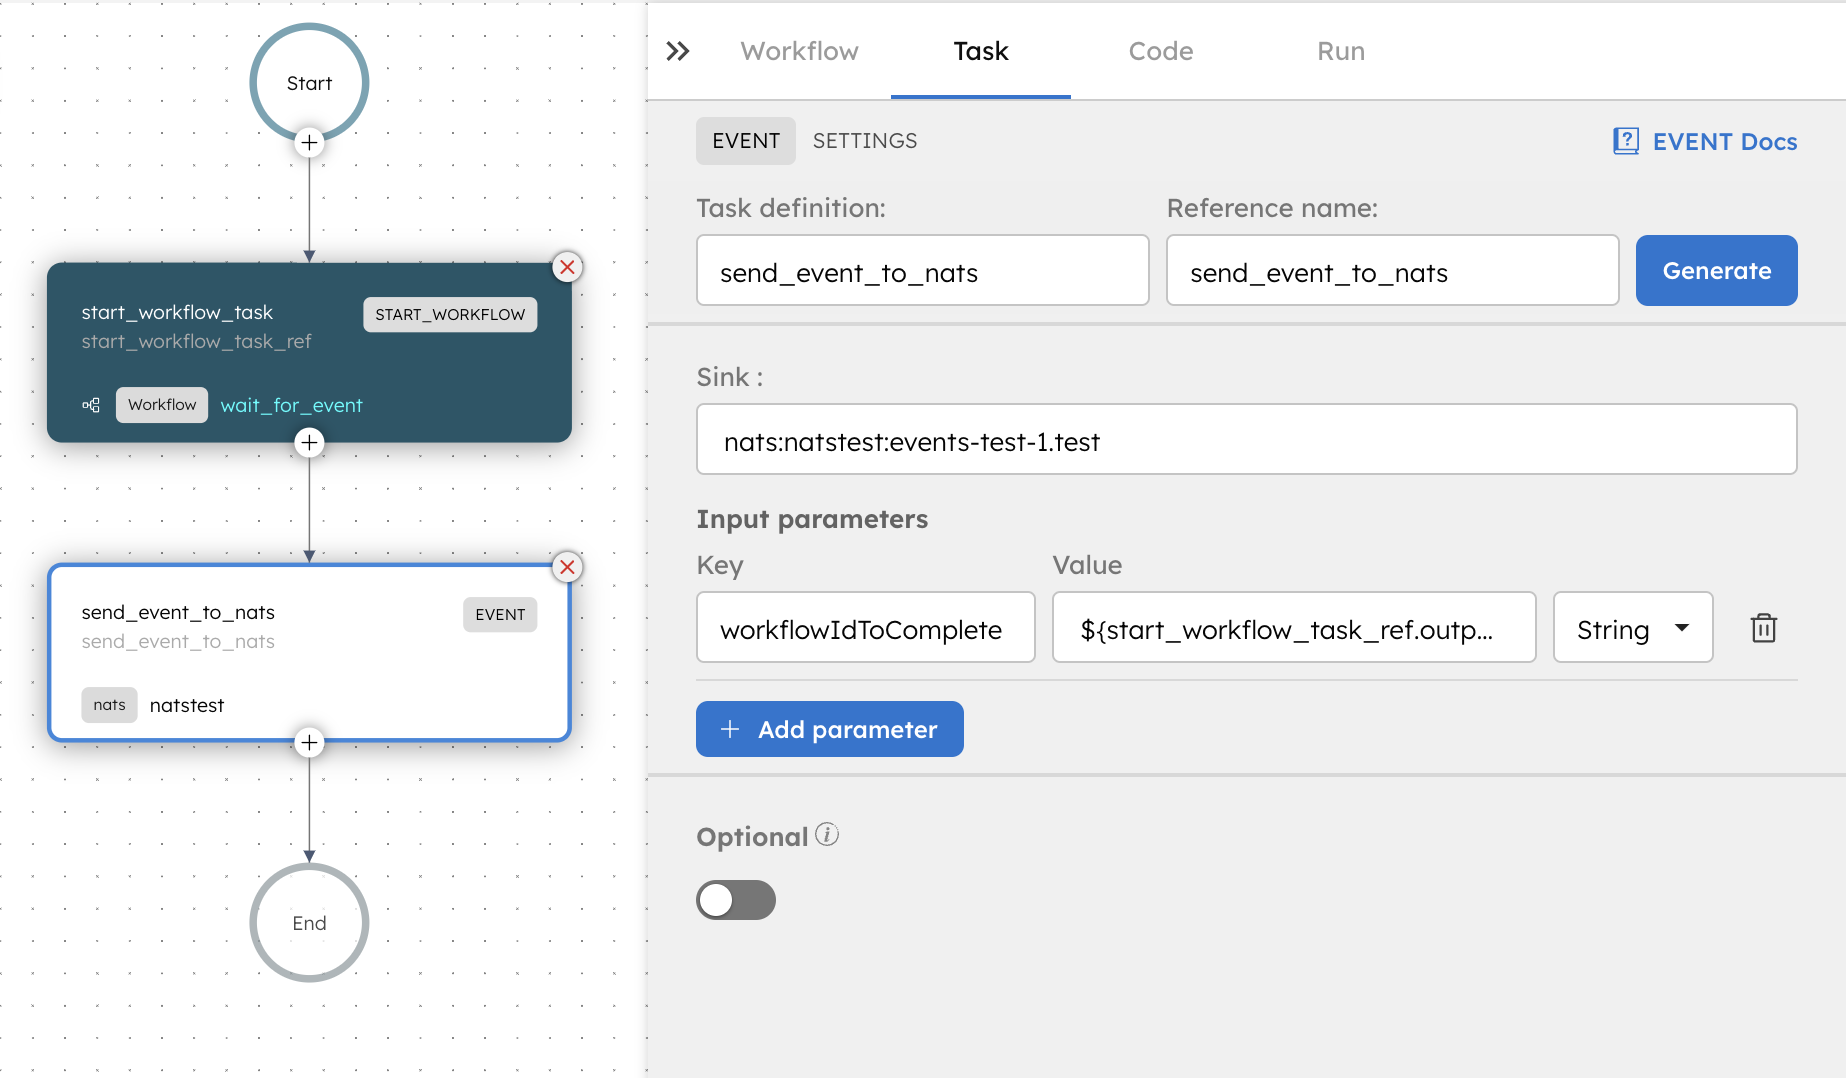 Start
start_workflow_task
START_WORKFLOW
start_workflow_task_ref
Workflow wait_for_event
send_event_to_nats
EVENT
send_event_to_nats
nats natstest
End
Workflow Task Code Run
EVENT SETTINGS EVENT Docs
Task definition: Reference name:
send_event_to_nats send_event_to_nats Generate
Sink :
nats:natstest:events-test-1.test
Input parameters
Key Value
workflowIdToComplete ${start_workflow_task_ref.outp... String
+ Add parameter
Optional